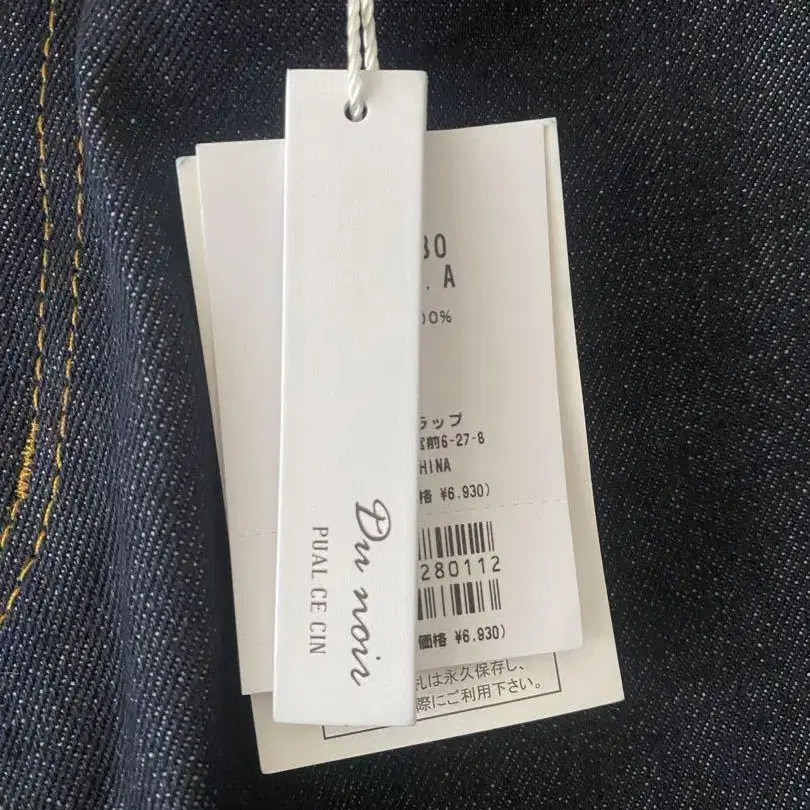 Du noir
PUAL CE CIN
30
. A
00%
ラップ
宮前6-27-8
HINA
格 ¥6.930)
280112
価格 ¥6.930)
札は永久保存し、
際にご利用下さい。